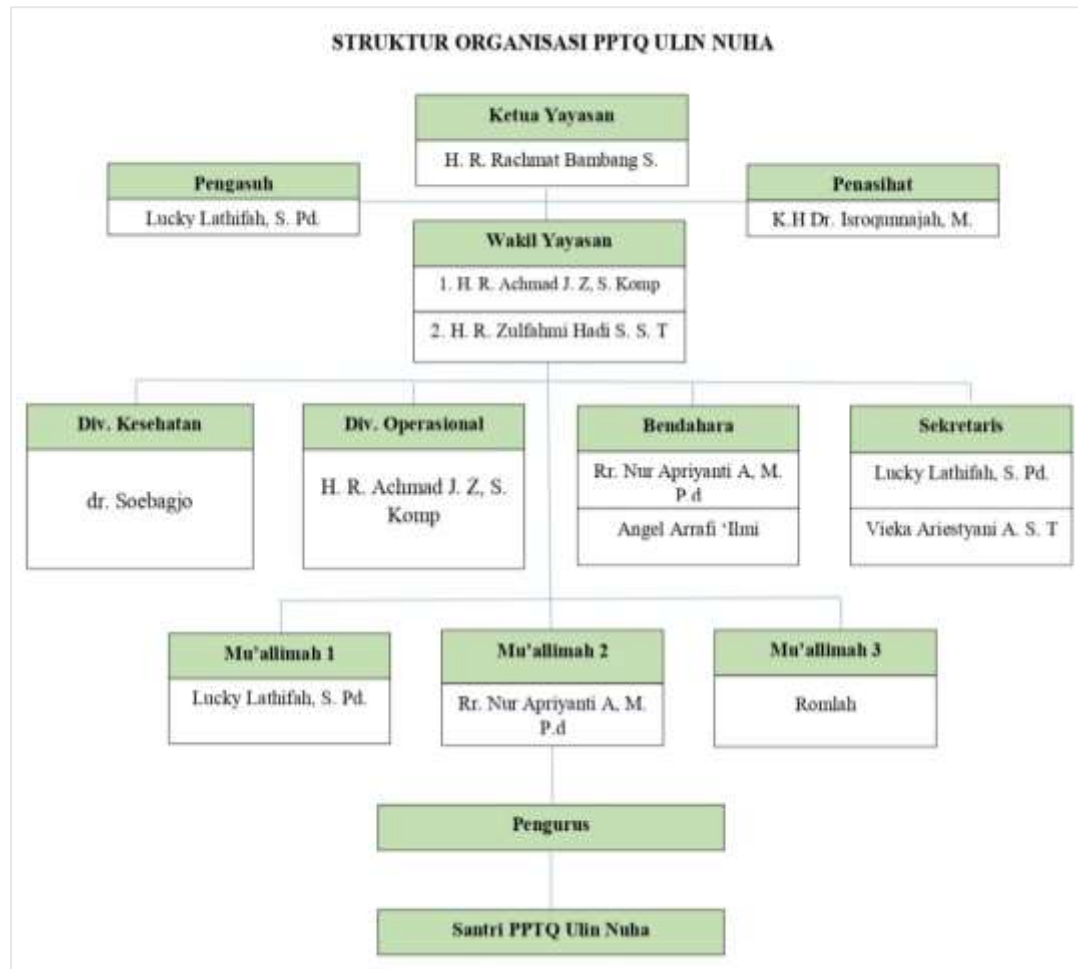 STRUKTUR ORGANISASI PPTQ ULIN NUHA
Ketua Yayasan
H. R. Rachmat Bambang S.
Pengasuh
Lucky Lathifah, S. Pd.
Penasihat
K.H Dr. Isroqunnajah, M.
Wakil Yayasan
1. H. R. Achmad J. Z, S. Komp
2. H. R. Zulfahmi Hadi S. S. T
Div. Kesehatan
dr. Soebagjo
Div. Operasional
H. R. Achmad J. Z, S.
Komp
Bendahara
Rr. Nur Apriyanti A, M.
P.d
Angel Arrafi ‘Ilmi
Sekretaris
Lucky Lathifah, S. Pd.
Vieka Ariestyani A. S. T
Mu’allimah 1
Lucky Lathifah, S. Pd.
Mu’allimah 2
Rr. Nur Apriyanti A, M.
P.d
Mu’allimah 3
Romlah
Pengurus
Santri PPTQ Ulin Nuha